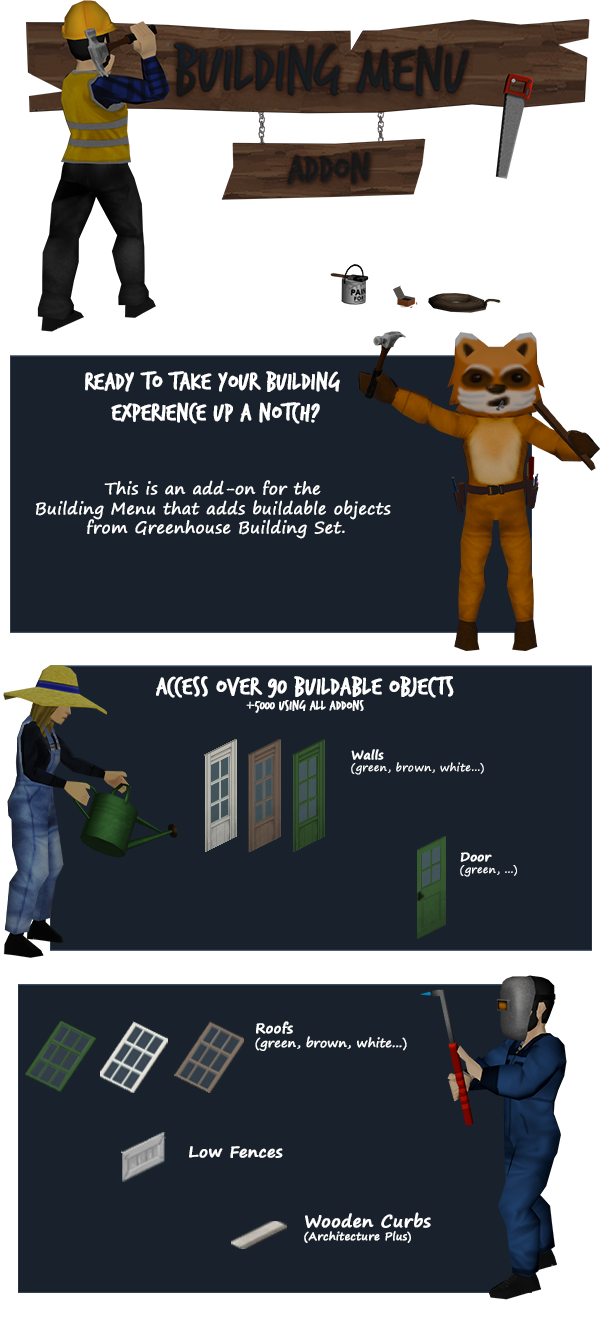 BUILDING MENU
ADDON
PAIN
FOR
READY TO TAKE YOUR BUILDING
EXPERIENCE UP A NOTCH?
This is an add-on for the
Building Menu that adds buildable objects
from Greenhouse Building Set.
ACCESS OVER 90 BUILDABLE OBJECTS
+5000 USING ALL ADDONS
Walls
(green, brown, white...)
Door
(green, ...)
Roofs
(green, brown, white...)
Low Fences
Wooden Curbs
(Architecture Plus)